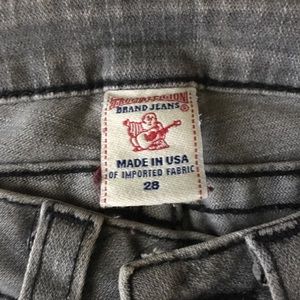 TRUE RELIGION
BRAND JEANS
MADE IN USA
OF IMPORTED FABRIC
28